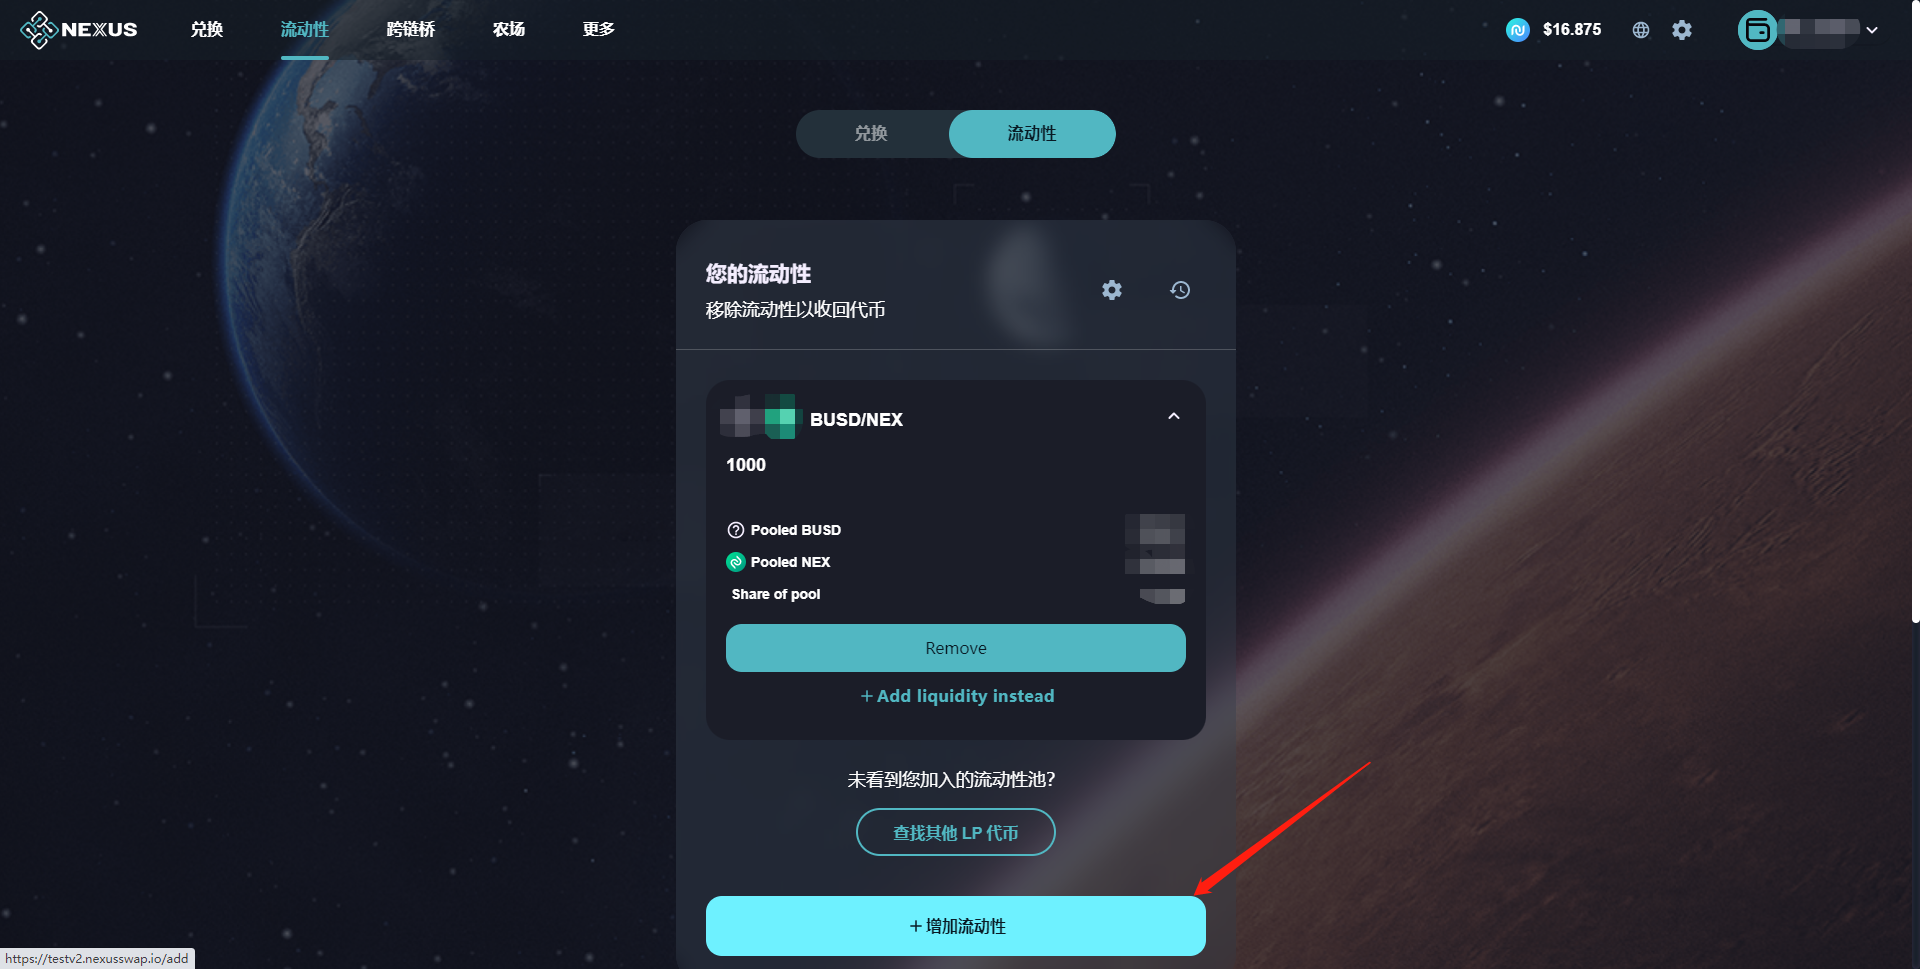 NEXUS
兑换
流动性
跨链桥
农场
更多
$16.875
兑换
流动性
您的流动性
移除流动性以收回代币
BUSD/NEX
1000
Pooled BUSD
Pooled NEX
Share of pool
Remove
+ Add liquidity instead
未看到您加入的流动性池?
查找其他 LP 代币
+ 增加流动性
https://testv2.nexusswap.io/add